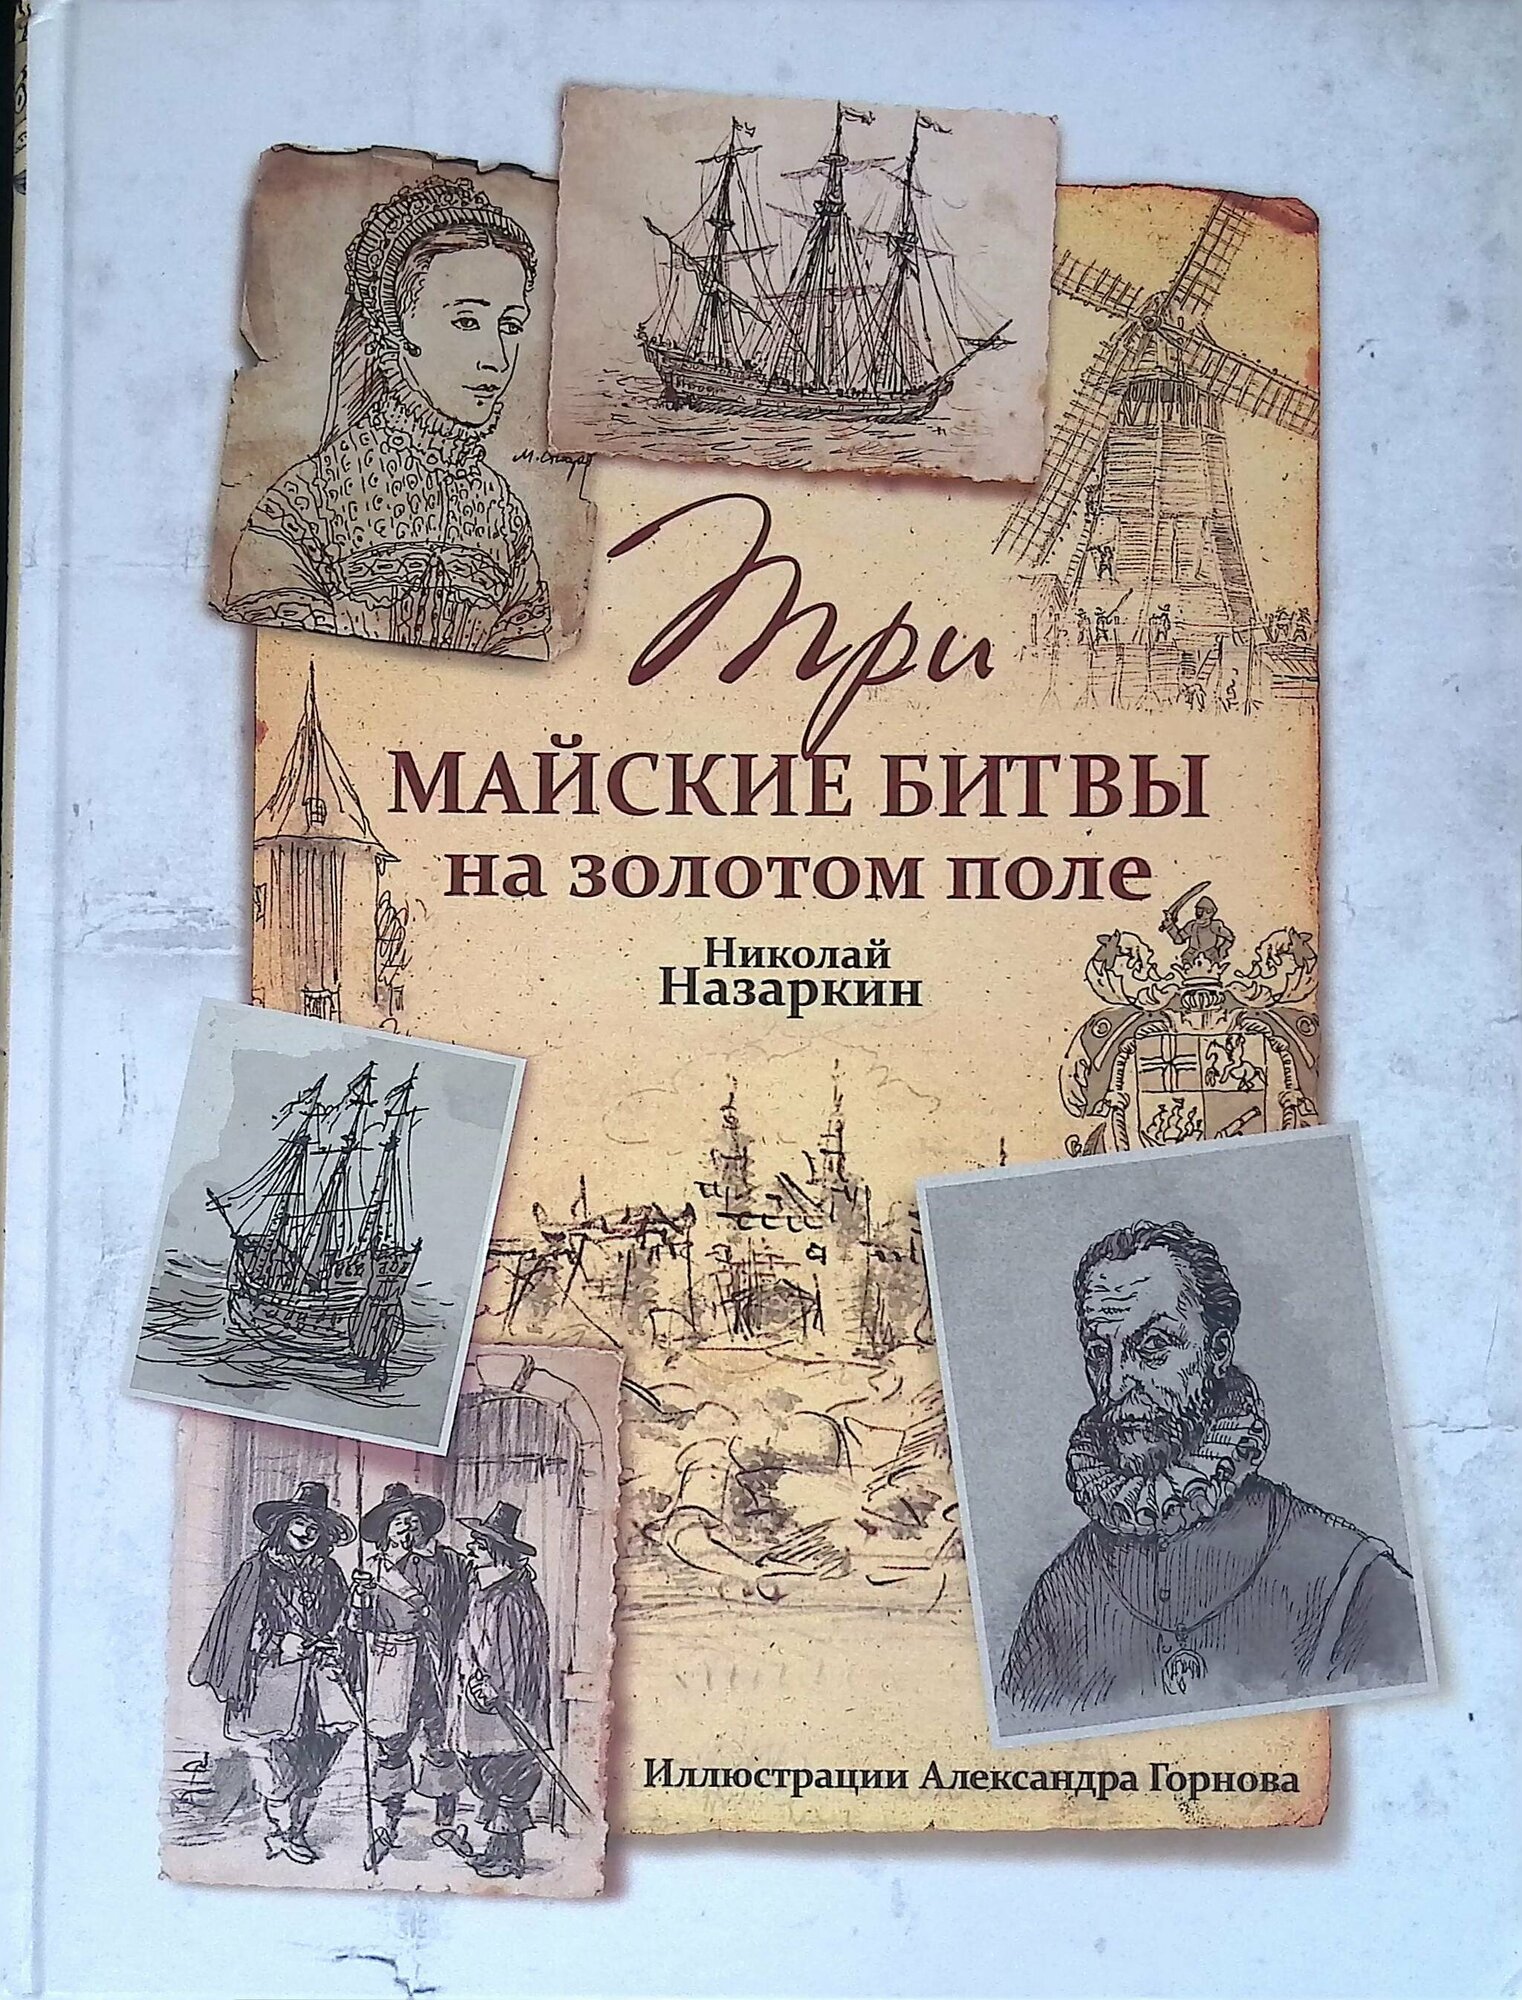 Три
МАЙСКИЕ БИТВЫ
на золотом поле
Николай
Назаркин
Иллюстрации Александра Горнова